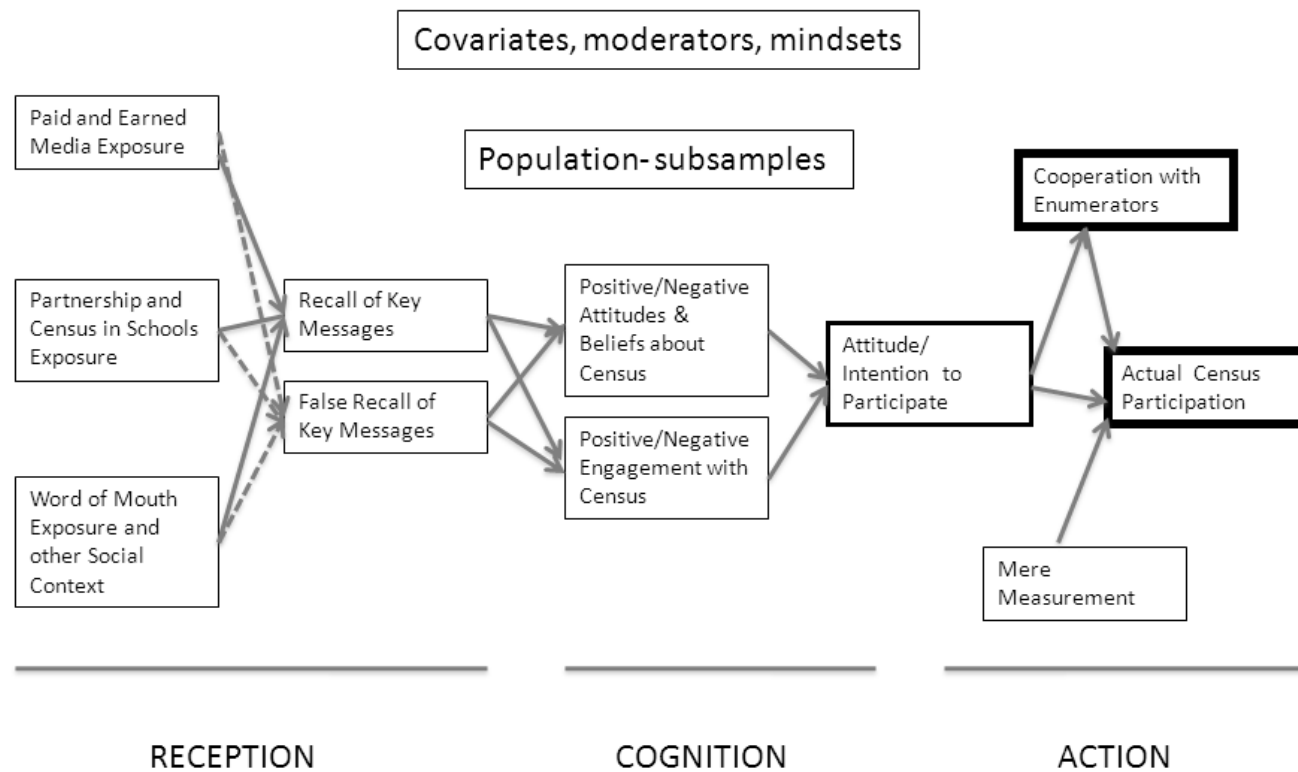 Covariates, moderators, mindsets
Paid and Earned
Media Exposure
Population-subsamples
Cooperation with
Enumerators
Partnership and
Census in Schools
Exposure
Recall of Key
Messages
False Recall of
Key Messages
Positive/Negative
Attitudes &
Beliefs about
Census
Positive/Negative
Engagement with
Census
Attitude/
Intention to
Participate
Actual Census
Participation
Word of Mouth
Exposure and
other Social
Context
Mere
Measurement
RECEPTION
COGNITION
ACTION